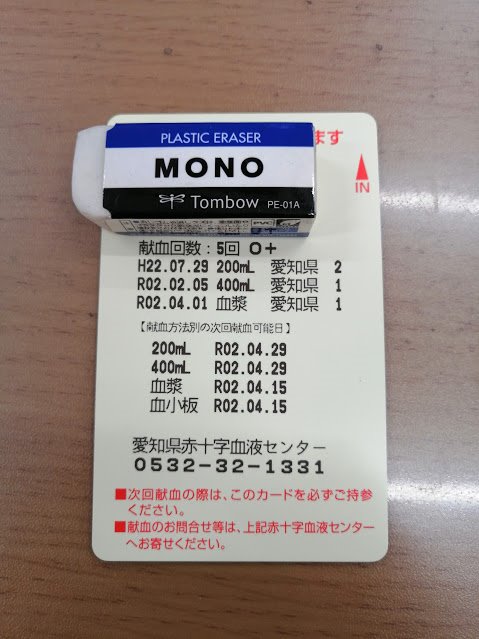 PLASTIC ERASER
MONO
Tombow PE-01A
PVC
ます
IN
献血回数:5回 O+
H22.07.29 200mL 愛知県 2
R02.02.05 400mL 愛知県 1
R02.04.01 血漿 愛知県 1
【献血方法別の次回献血可能日】
200mL R02.04.29
400mL R02.04.29
血漿 R02.04.15
血小板 R02.04.15
愛知県赤十字血液センター
0532-32-1331
■次回献血の際は、このカードを必ずご持参
ください。
■献血のお問合せ等は、上記赤十字血液センター
へお寄せください。